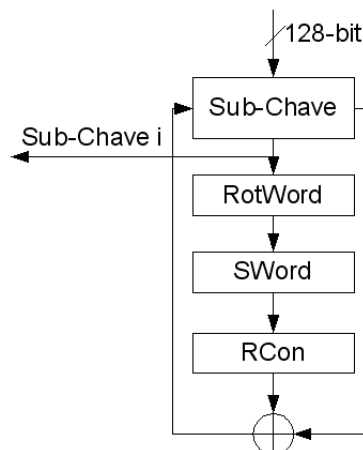 128-bit
Sub-Chave
Sub-Chave i
RotWord
SWord
RCon